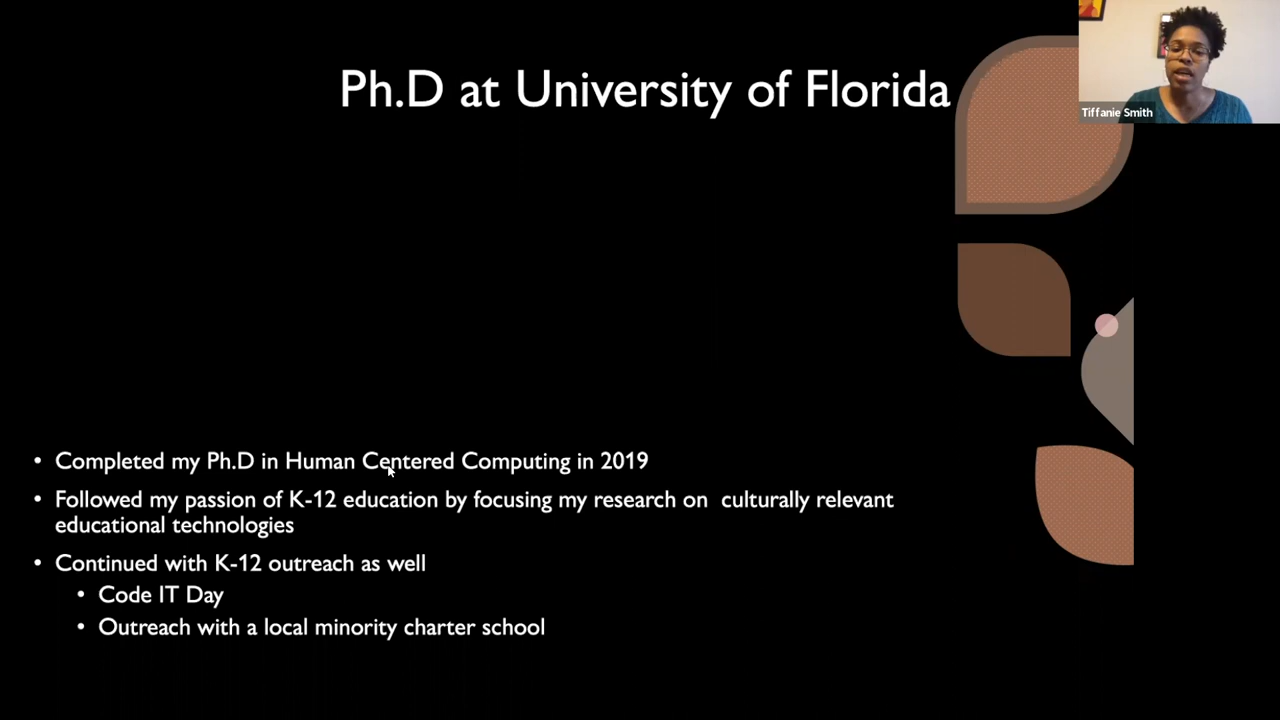 Ph.D at University of Florida
Tiffanie Smith
• Completed my Ph.D in Human Centered Computing in 2019
• Followed my passion of K-12 education by focusing my research on  culturally relevant
educational technologies
• Continued with K-12 outreach as well
• Code IT Day
• Outreach with a local minority charter school